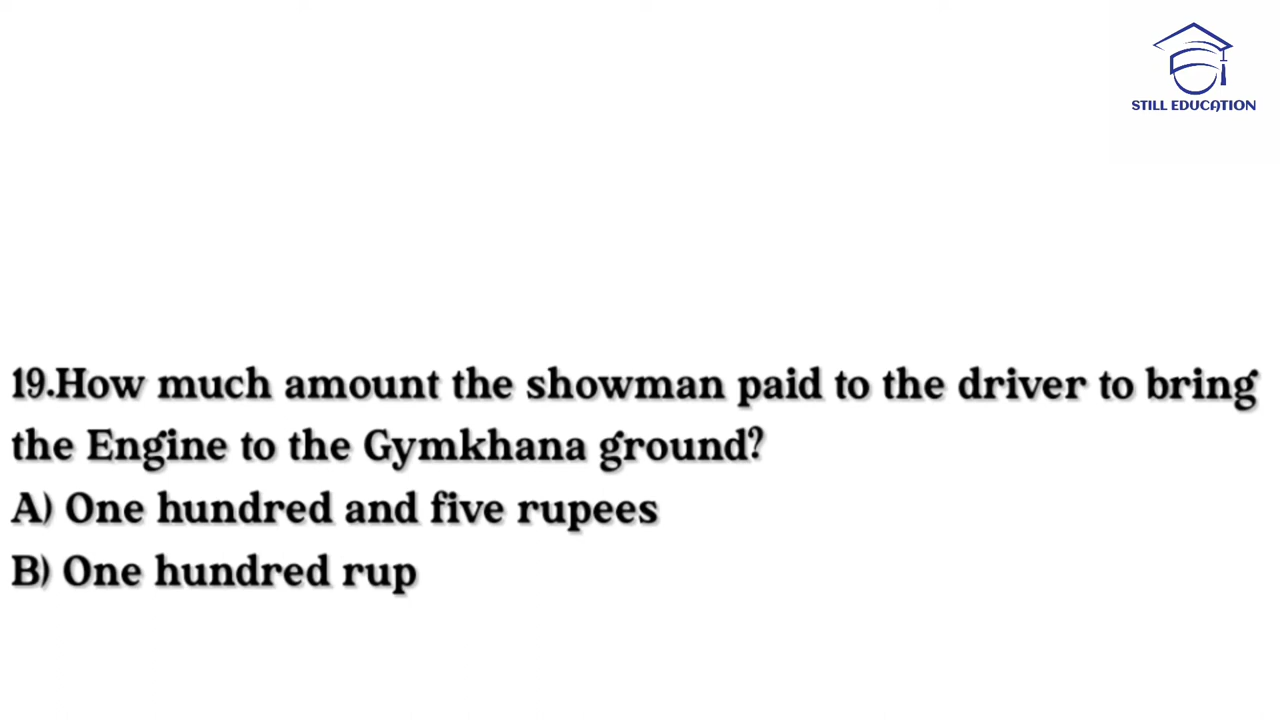 STILL EDUCATION
19.How much amount the showman paid to the driver to bring
the Engine to the Gymkhana ground?
A) One hundred and five rupees
B) One hundred rup